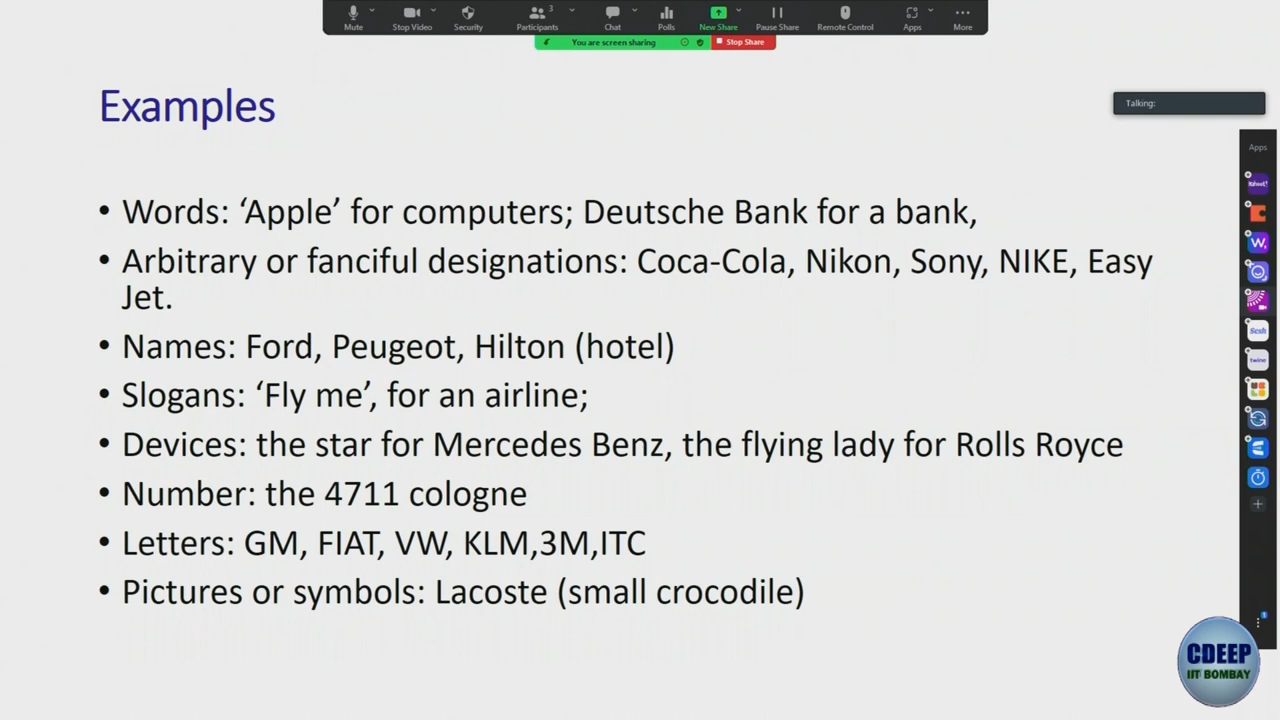 Mute
Stop Video
Security
Participants
3
Chat
Polls
New Share
Pause Share
Remote Control
Apps
More
You are screen sharing
Stop Share
Examples
Talking:
Apps
• Words: ‘Apple’ for computers; Deutsche Bank for a bank,
• Arbitrary or fanciful designations: Coca-Cola, Nikon, Sony, NIKE, Easy
Jet.
• Names: Ford, Peugeot, Hilton (hotel)
• Slogans: ‘Fly me’, for an airline;
• Devices: the star for Mercedes Benz, the flying lady for Rolls Royce
• Number: the 4711 cologne
• Letters: GM, FIAT, VW, KLM,3M,ITC
• Pictures or symbols: Lacoste (small crocodile)
Kahoot!
W
Sesh
twine
CDEEP
IIT BOMBAY